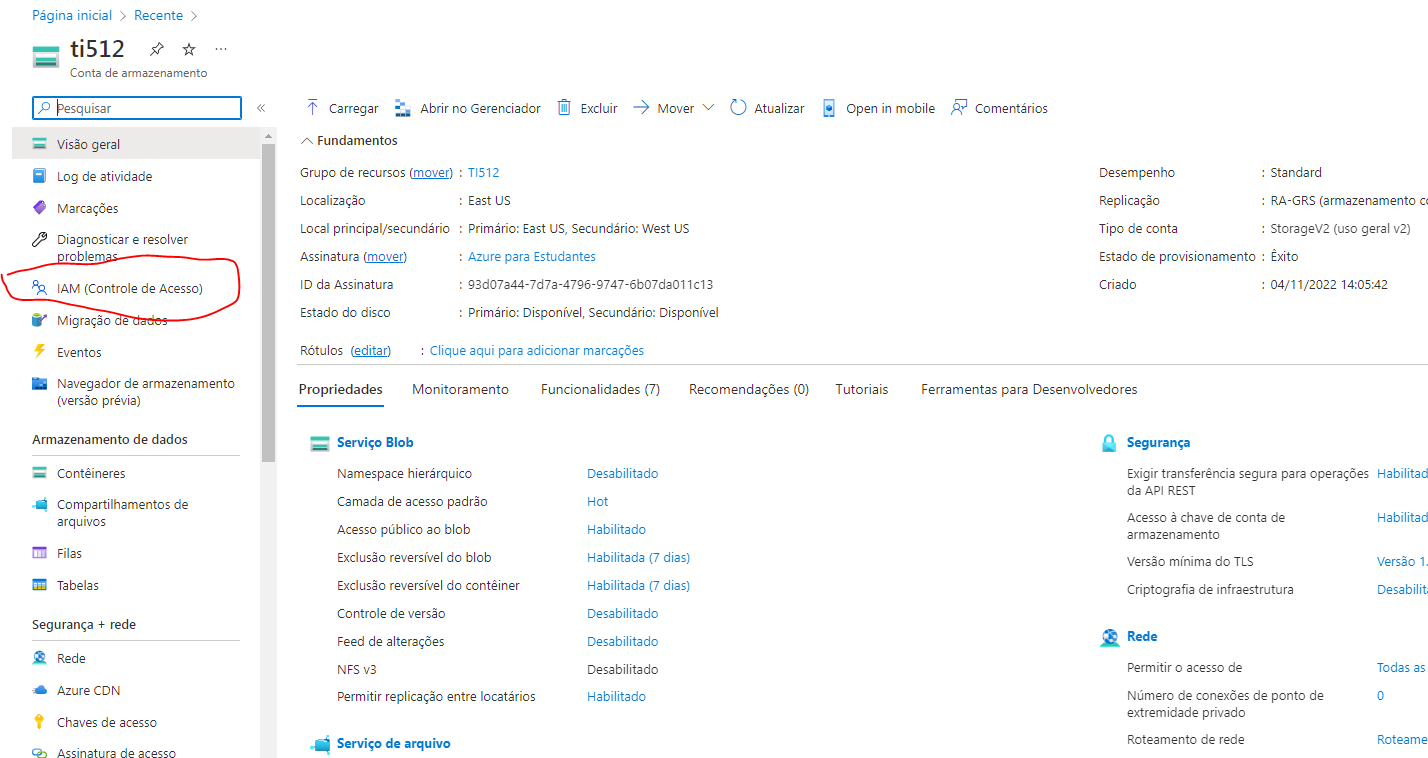 Página inicial > Recente >
ti512 ...
Conta de armazenamento
Pesquisar «
Visão geral
Log de atividade
Marcações
Diagnosticar e resolver
problemas
IAM (Controle de Acesso)
Migração de dados
Eventos
Navegador de armazenamento
(versão prévia)
Armazenamento de dados
Contêineres
Compartilhamentos de
arquivos
Filas
Tabelas
Segurança + rede
Rede
Azure CDN
Chaves de acesso
Assinatura de acesso
Carregar Abrir no Gerenciador Excluir Mover Atualizar Open in mobile Comentários
Fundamentos
Grupo de recursos (mover) : TI512
Localização : East US
Local principal/secundário : Primário: East US, Secundário: West US
Assinatura (mover) : Azure para Estudantes
ID da Assinatura : 93d07a44-7d7a-4796-9747-6b07da011c13
Estado do disco : Primário: Disponível, Secundário: Disponível
Desempenho : Standard
Replicação : RA-GRS (armazenamento co
Tipo de conta : StorageV2 (uso geral v2)
Estado de provisionamento : Êxito
Criado : 04/11/2022 14:05:42
Rótulos (editar) : Clique aqui para adicionar marcações
Propriedades Monitoramento Funcionalidades (7) Recomendações (0) Tutoriais Ferramentas para Desenvolvedores
Serviço Blob
Namespace hierárquico Desabilitado
Camada de acesso padrão Hot
Acesso público ao blob Habilitado
Exclusão reversível do blob Habilitada (7 dias)
Exclusão reversível do contêiner Habilitada (7 dias)
Controle de versão Desabilitado
Feed de alterações Desabilitado
NFS v3 Desabilitado
Permitir replicação entre locatários Habilitado
Serviço de arquivo
Segurança
Exigir transferência segura para operações Habilitad
da API REST
Acesso à chave de conta de Habilitad
armazenamento
Versão mínima do TLS Versão 1.
Criptografia de infraestrutura Desabilit
Rede
Permitir o acesso de Todas as
Número de conexões de ponto de 0
extremidade privado
Roteamento de rede Roteame